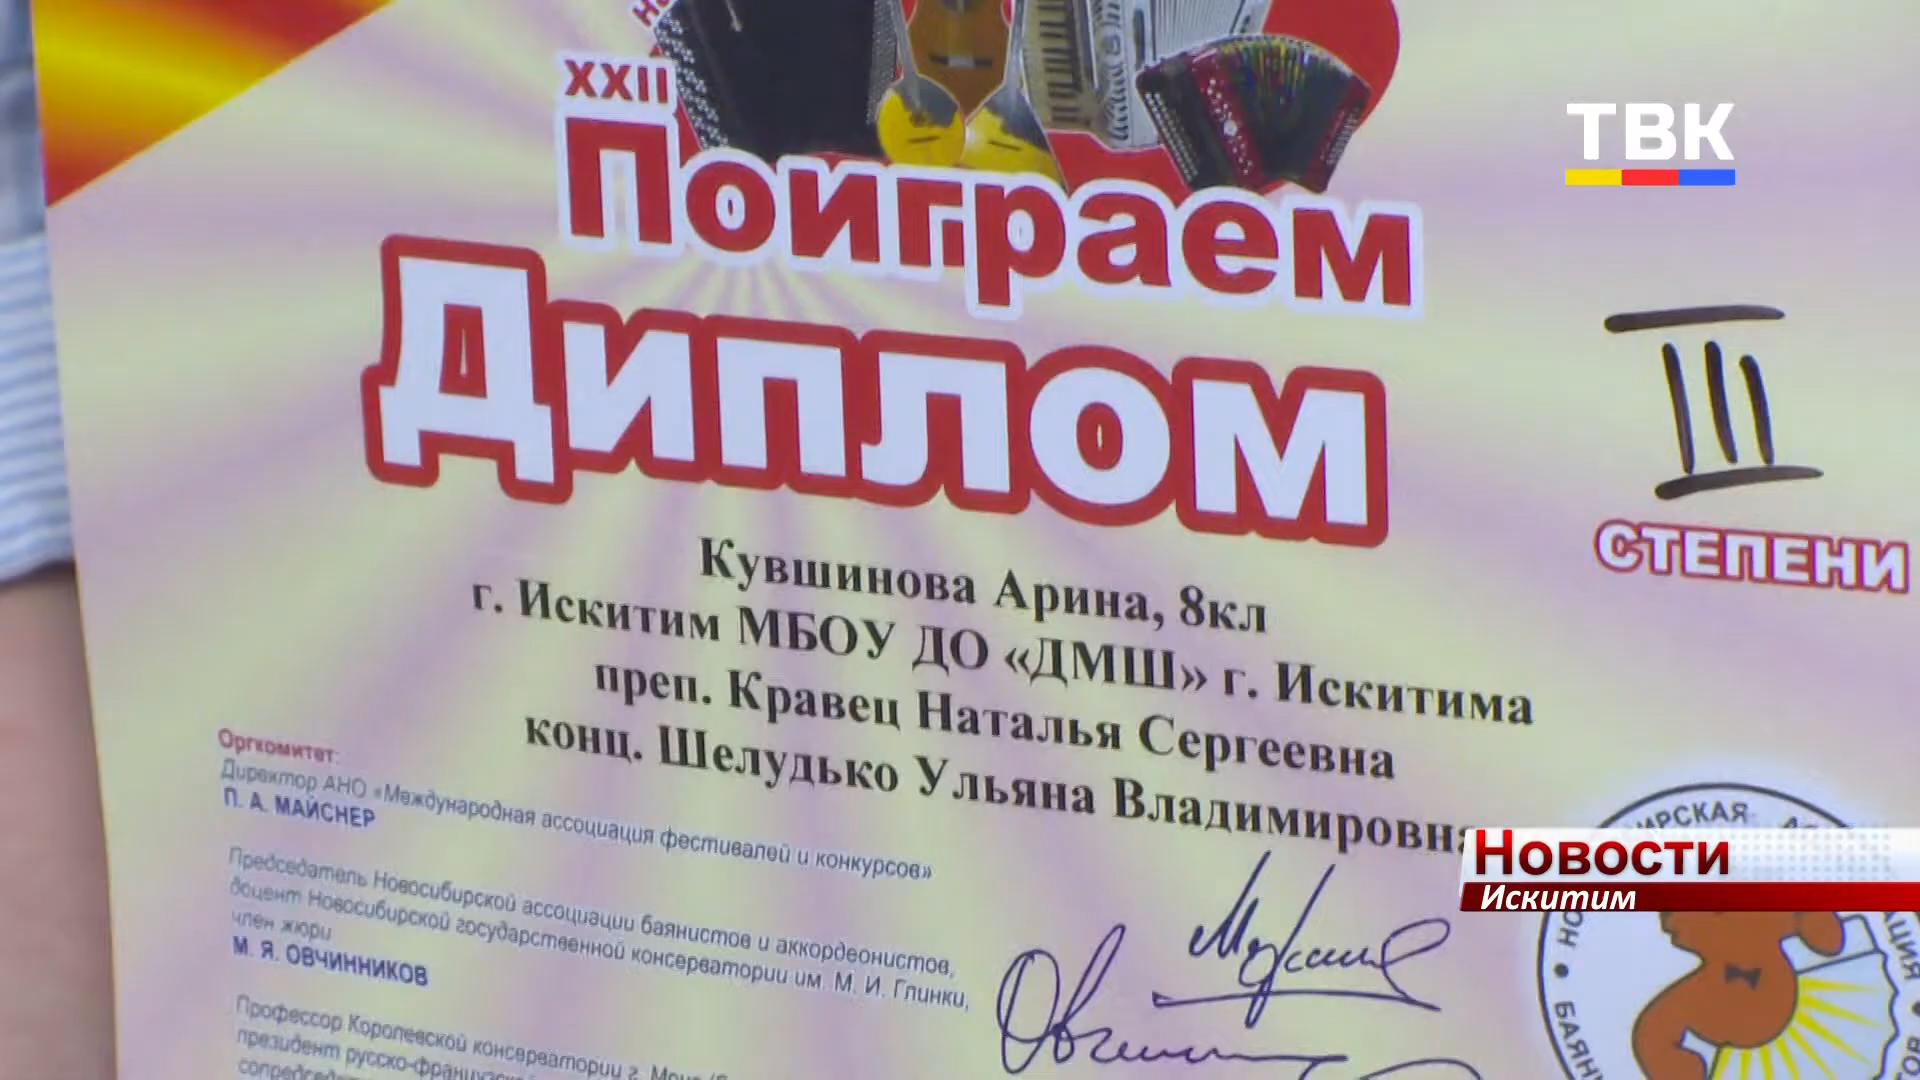 XXII
Поиграем
Диплом
III
СТЕПЕНИ
Кувшинова Арина, 8кл
г. Искитим МБОУ ДО «ДМШ» г. Искитима
преп. Кравец Наталья Сергеевна
конц. Шелудько Ульяна Владимировна
Оргкомитет:
Директор АНО «Международная ассоциация фестивалей и конкурсов»
П. А. МАЙСНЕР
Председатель Новосибирской ассоциации баянистов и аккордеонистов,
доцент Новосибирской государственной консерватории им. М. И. Глинки,
член жюри
М. Я. ОВЧИННИКОВ
Профессор Королевской консерватории г.
президент
ТВК
Новости
Искитим